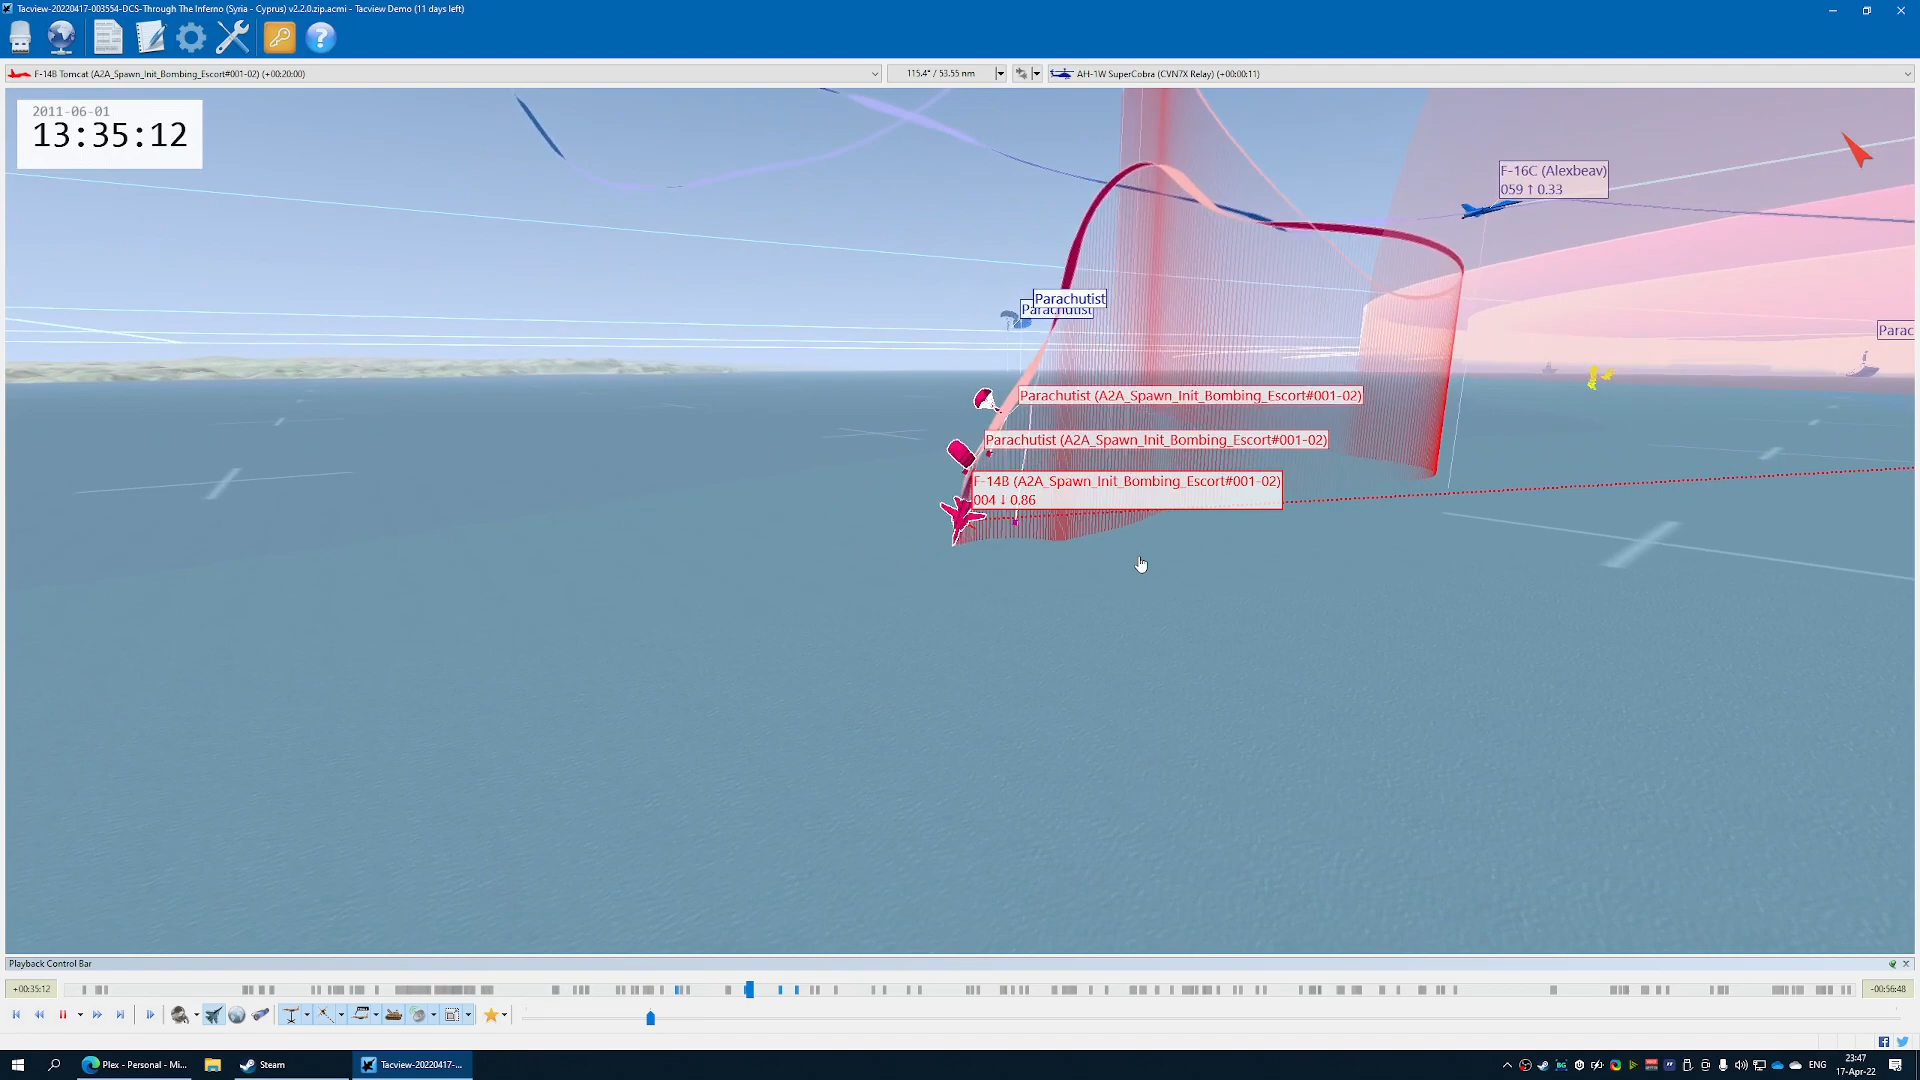 Tacview-20220417-003554-DCS-Through The Inferno (Syria - Cyprus) v2.2.0.zip.acmi - Tacview Demo (11 days left)
F-14B Tomcat (A2A_Spawn_Init_Bombing_Escort#001-02) (+00:20:00)
115.4° / 53.55 nm
AH-1W SuperCobra (CVN7X Relay) (+00:00:11)
2011-06-01
13:35:12
F-16C (Alexbeav)
059 ↑ 0.33
Parachutist
Parachutist
Parac
Parachutist (A2A_Spawn_Init_Bombing_Escort#001-02)
Parachutist (A2A_Spawn_Init_Bombing_Escort#001-02)
F-14B (A2A_Spawn_Init_Bombing_Escort#001-02)
004 ↓ 0.86
Playback Control Bar
+00:35:12
-00:56:48
Plex - Personal - Mi...
Steam
Tacview-20220417-...
ENG
23:47
17-Apr-22